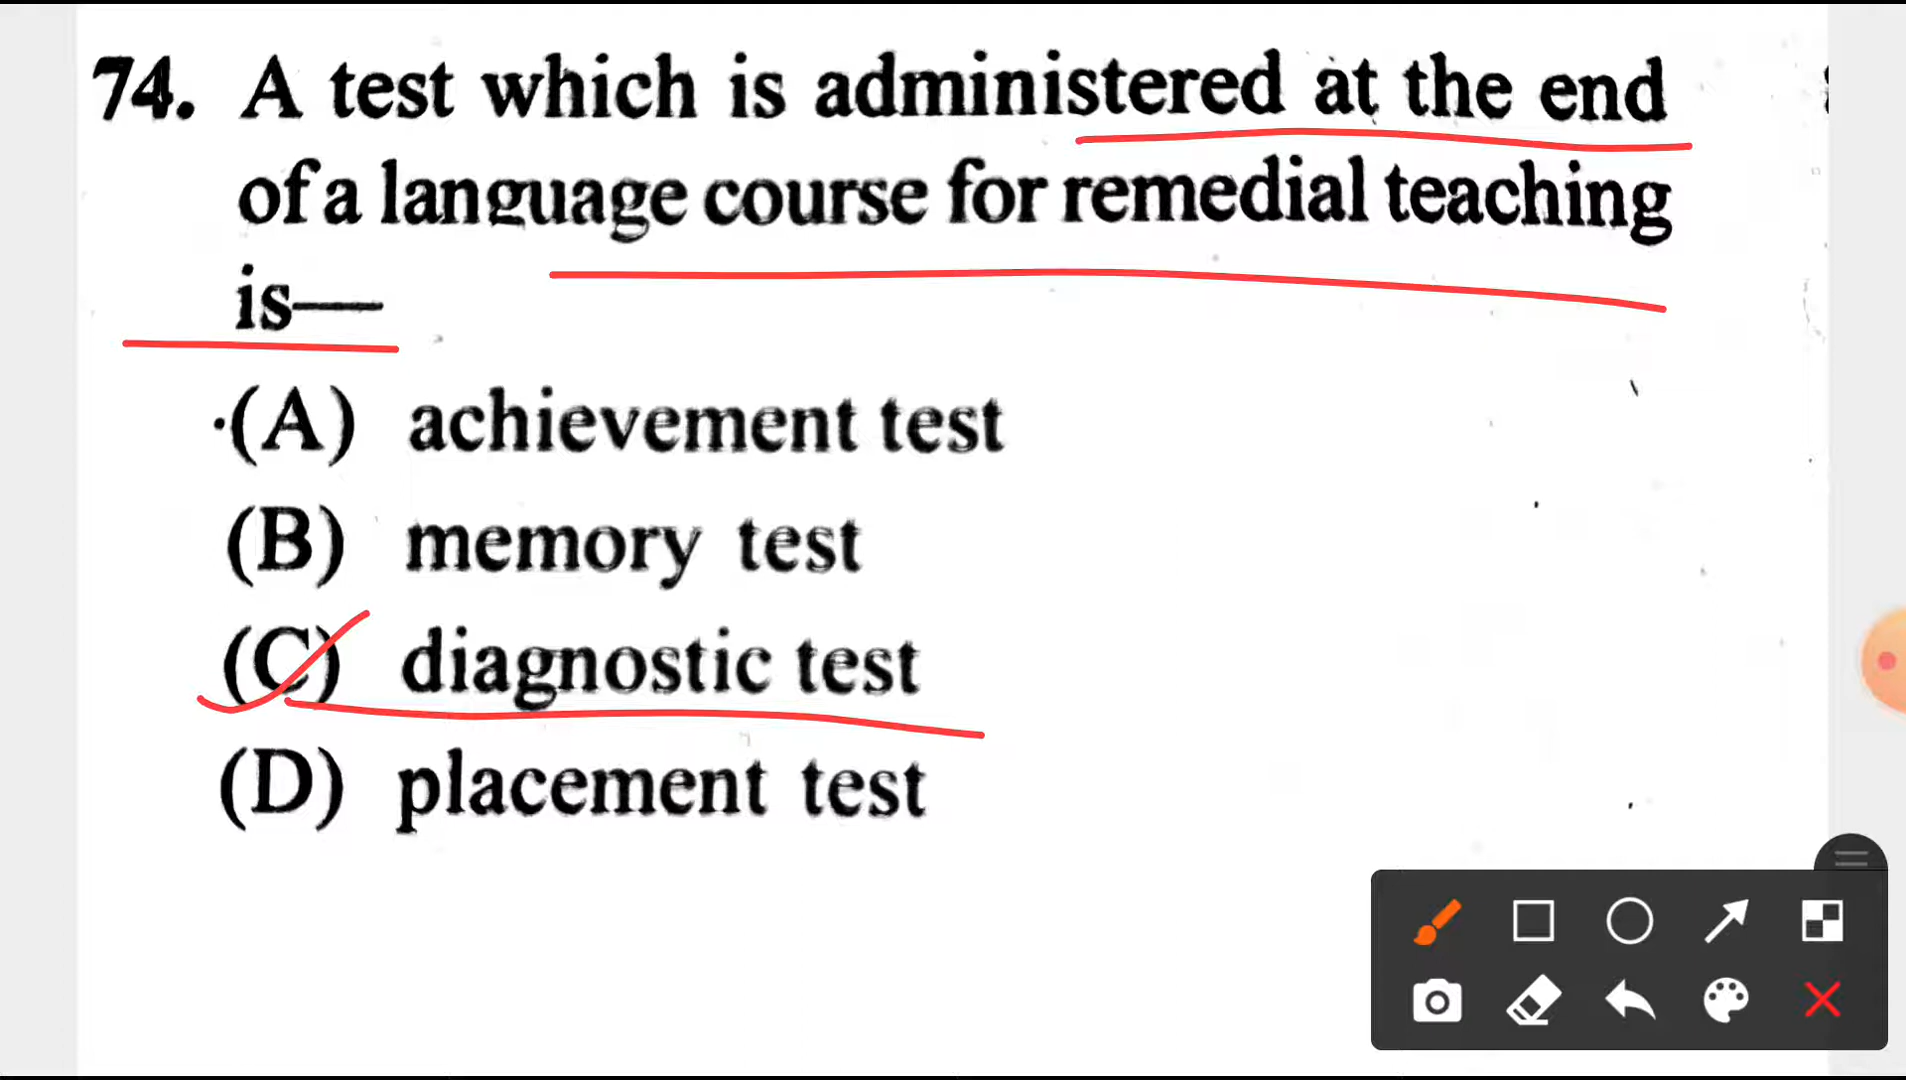 74. A test which is administered at the end
of a language course for remedial teaching
is—
(A) achievement test
(B) memory test
(C) diagnostic test
(D) placement test